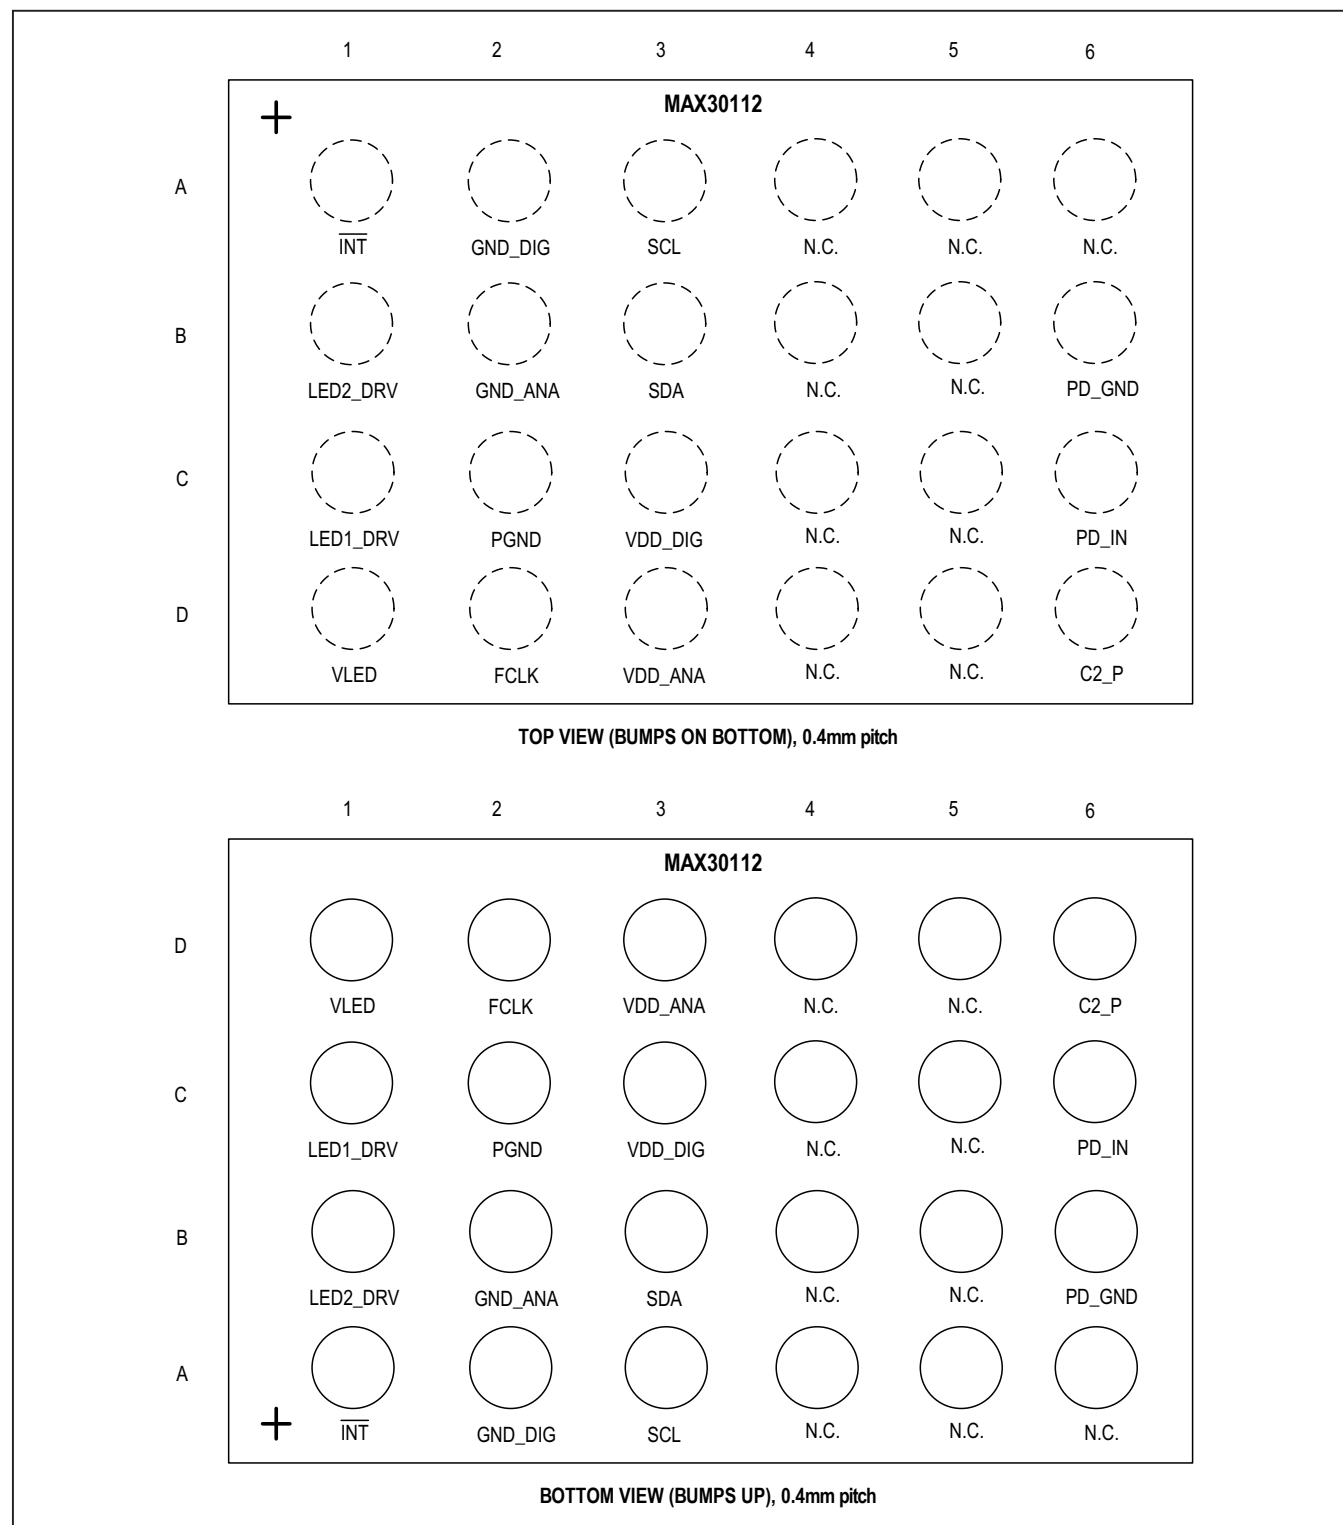 1 2 3 4 5 6
MAX30112
A
INT GND_DIG SCL N.C. N.C. N.C.
B
LED2_DRV GND_ANA SDA N.C. N.C. PD_GND
C
LED1_DRV PGND VDD_DIG N.C. N.C. PD_IN
D
VLED FCLK VDD_ANA N.C. N.C. C2_P
TOP VIEW (BUMPS ON BOTTOM), 0.4mm pitch
1 2 3 4 5 6
MAX30112
D
VLED FCLK VDD_ANA N.C. N.C. C2_P
C
LED1_DRV PGND VDD_DIG N.C. N.C. PD_IN
B
LED2_DRV GND_ANA SDA N.C. N.C. PD_GND
A
INT GND_DIG SCL N.C. N.C. N.C.
BOTTOM VIEW (BUMPS UP), 0.4mm pitch